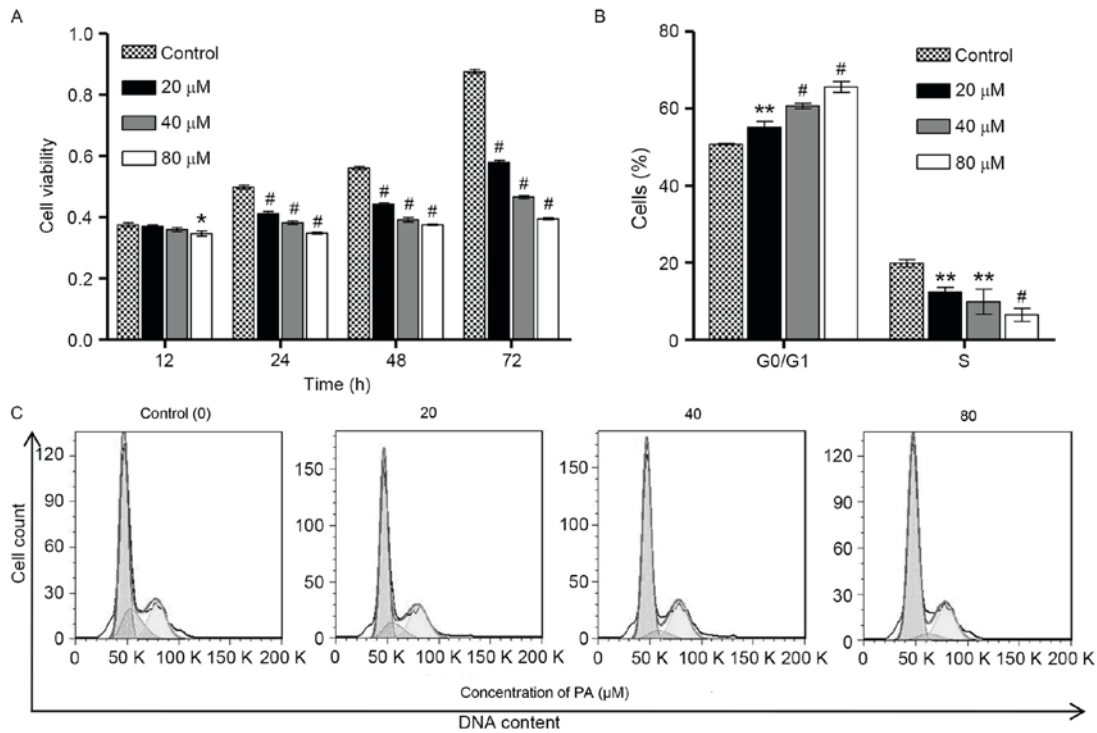 A
1.0
0.8
0.6
0.4
0.2
0.0
Cell viability
Control
20 μM
40 μM
80 μM
*
# # #
# # #
# # #
12 24 48 72
Time (h)
B
80
60
40
20
0
Cells (%)
** # #
** ** #
Control
20 μM
40 μM
80 μM
G0/G1 S
C
Control (0) 20 40 80
Cell count
120
90
60
30
0
0 50 K 100 K 150 K 200 K
150
100
50
0
0 50 K 100 K 150 K 200 K
150
100
50
0
0 50 K 100 K 150 K 200 K
120
90
60
30
0
0 50 K 100 K 150 K 200 K
Concentration of PA (μM)
DNA content